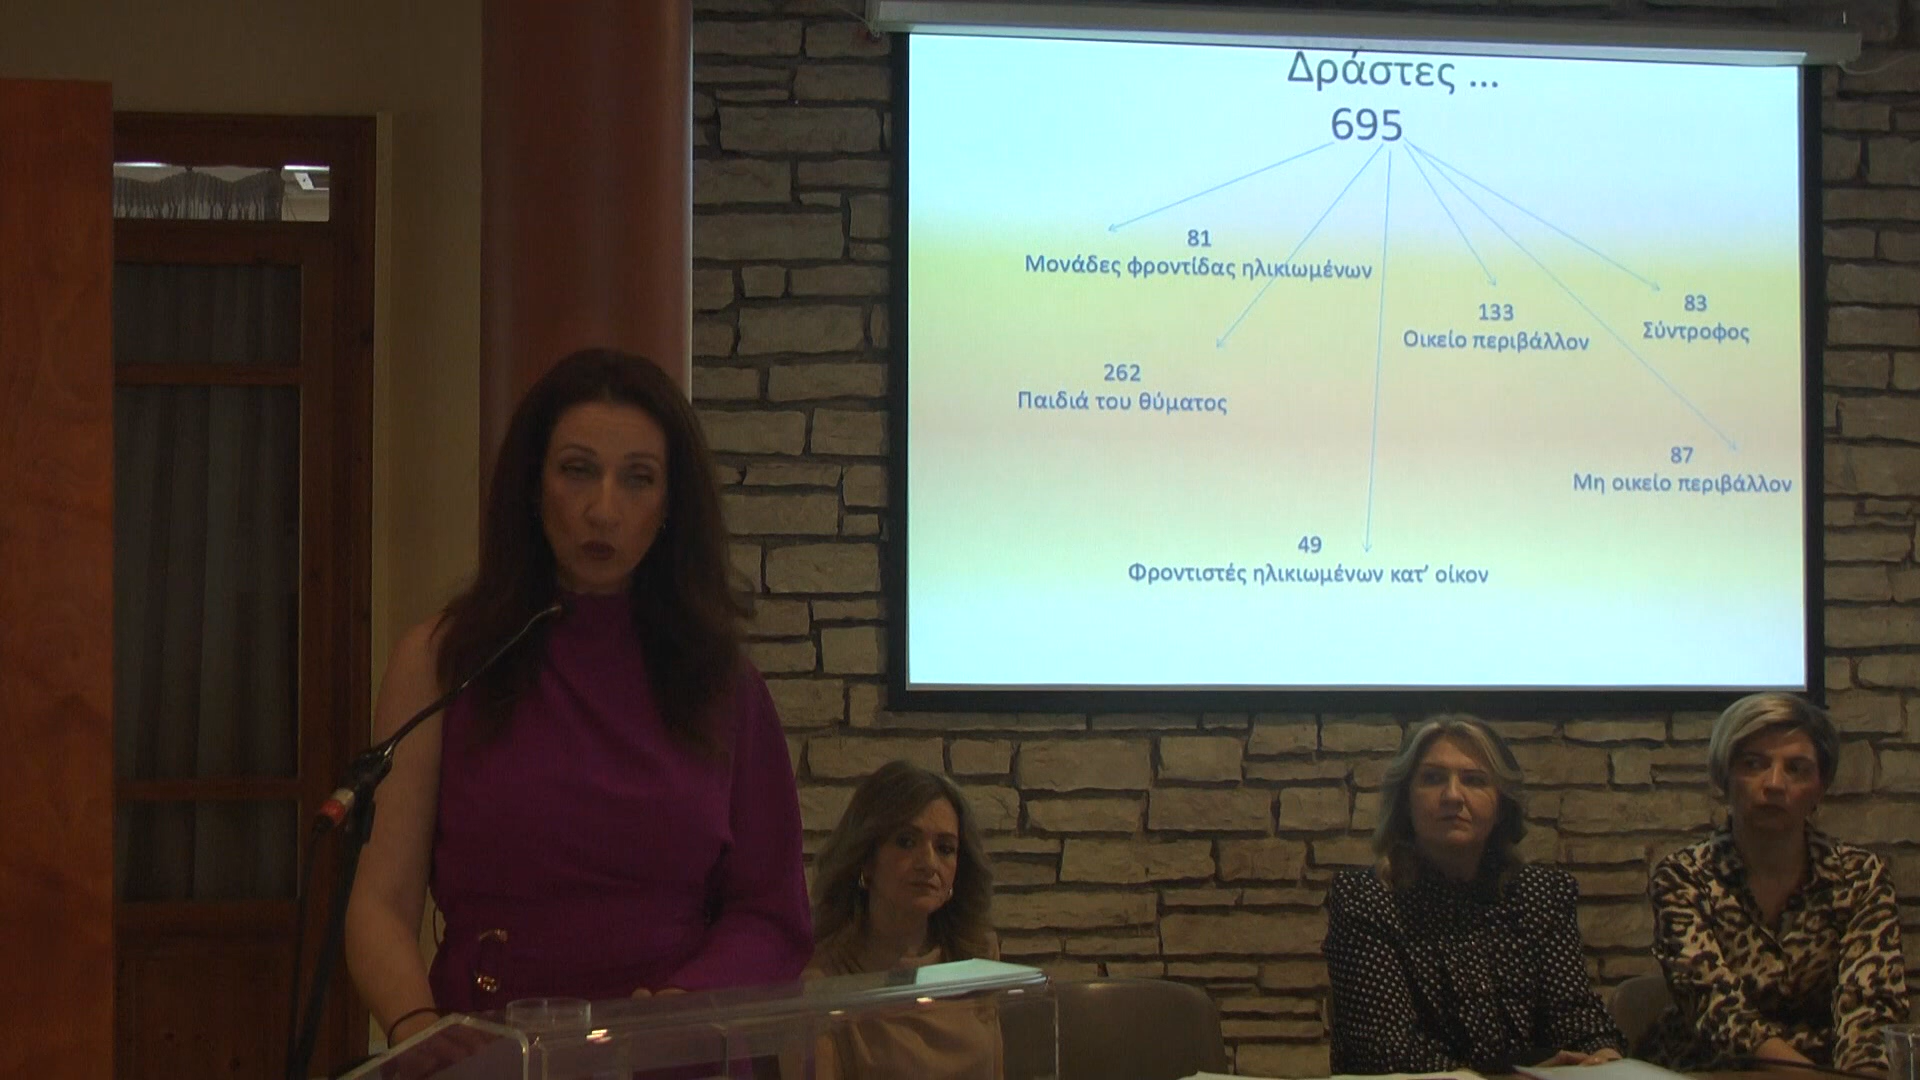 Δράστες ...
695
81
Μονάδες φροντίδας ηλικιωμένων
133
Οικείο περιβάλλον
83
Σύντροφος
262
Παιδιά του θύματος
87
Μη οικείο περιβάλλον
49
Φροντιστές ηλικιωμένων κατ’ οίκον